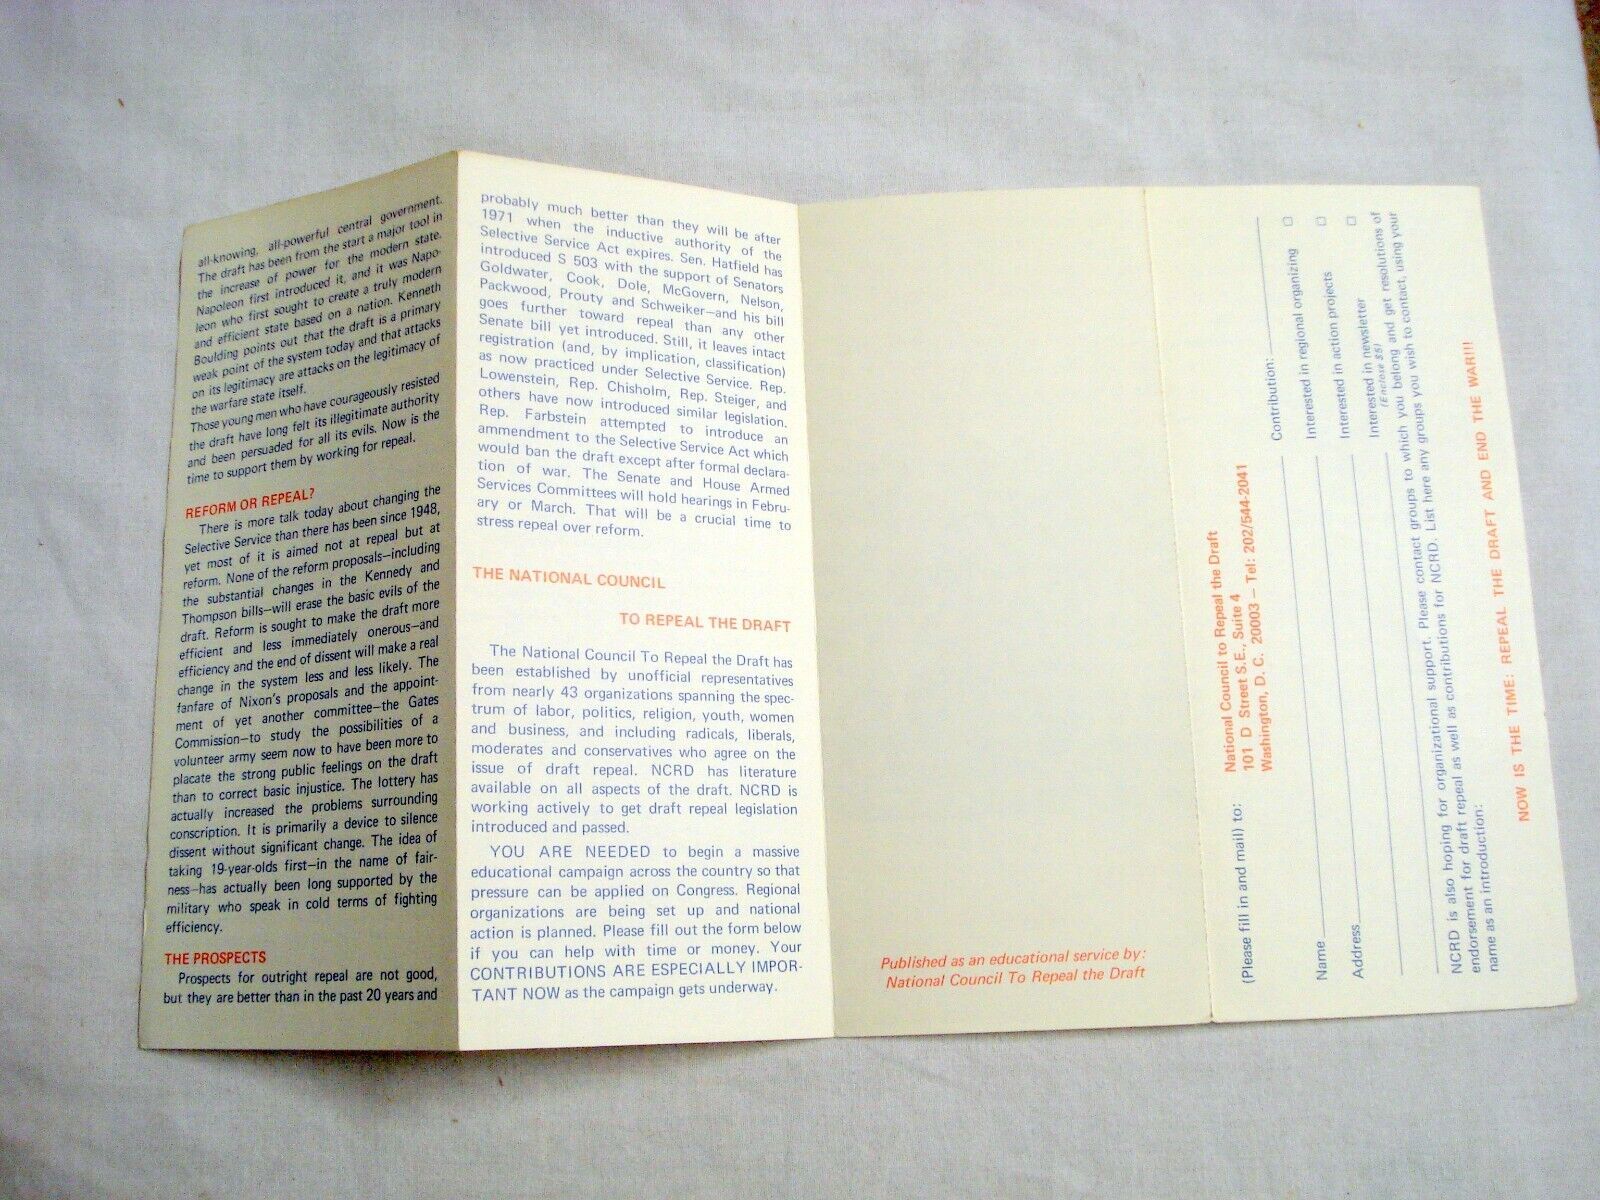 all-knowing, all-powerful central government.
The draft has been from the start a major tool in
the increase of power for the modern state.
Napoleon first introduced it, and it was Napo-
leon who first sought to create a truly modern
and efficient state based on a nation. Kenneth
Boulding points out that the draft is a primary
weak point of the system today and that attacks
on its legitimacy are attacks on the legitimacy of
the warfare state itself.
Those young men who have courageously resisted
the draft have long felt its illegitimate authority
and been persuaded for all its evils. Now is the
time to support them by working for repeal.
REFORM OR REPEAL?
There is more talk today about changing the
Selective Service than there has been since 1948,
yet most of it is aimed not at repeal but at
reform. None of the reform proposals—including
the substantial changes in the Kennedy and
Thompson bills—will erase the basic evils of the
draft. Reform is sought to make the draft more
efficient and less immediately onerous—and
efficiency and the end of dissent will make a real
change in the system less and less likely. The
fanfare of Nixon's proposals and the appoint-
ment of yet another committee—the Gates
Commission—to study the possibilities of a
volunteer army seem now to have been more to
placate the strong public feelings on the draft
than to correct basic injustice. The lottery has
actually increased the problems surrounding
conscription. It is primarily a device to silence
dissent without significant change. The idea of
taking 19-year-olds first—in the name of fair-
ness—has actually been long supported by the
military who speak in cold terms of fighting
efficiency.
THE PROSPECTS
Prospects for outright repeal are not good,
but they are better than in the past 20 years and
probably much better than they will be after
1971 when the inductive authority of the
Selective Service Act expires. Sen. Hatfield has
introduced S 503 with the support of Senators
Goldwater, Cook, Dole, McGovern, Nelson,
Packwood, Prouty and Schweiker—and his bill
goes further toward repeal than any other
Senate bill yet introduced. Still, it leaves intact
registration (and, by implication, classification)
as now practiced under Selective Service. Rep.
Lowenstein, Rep. Chisholm, Rep. Steiger, and
others have now introduced similar legislation.
Rep. Farbstein attempted to introduce an
ammendment to the Selective Service Act which
would ban the draft except after formal declara-
tion of war. The Senate and House Armed
Services Committees will hold hearings in Febru-
ary or March. That will be a crucial time to
stress repeal over reform.
THE NATIONAL COUNCIL
TO REPEAL THE DRAFT
The National Council To Repeal the Draft has
been established by unofficial representatives
from nearly 43 organizations spanning the spec-
trum of labor, politics, religion, youth, women
and business, and including radicals, liberals,
moderates and conservatives who agree on the
issue of draft repeal. NCRD has literature
available on all aspects of the draft. NCRD is
working actively to get draft repeal legislation
introduced and passed.
YOU ARE NEEDED to begin a massive
educational campaign across the country so that
pressure can be applied on Congress. Regional
organizations are being set up and national
action is planned. Please fill out the form below
if you can help with time or money. Your
CONTRIBUTIONS ARE ESPECIALLY IMPOR-
TANT NOW as the campaign gets underway.
Published as an educational service by:
National Council To Repeal the Draft
(Please fill in and mail) to:
National Council to Repeal the Draft
101 D Street S.E., Suite 4
Washington, D. C. 20003 — Tel: 202/544-2041
Name
Address
Contribution:
Interested in regional organizing
Interested in action projects
Interested in newsletter
(Enclose $5)
NCRD is also hoping for organizational support. Please contact groups to which you belong and get resolutions of
endorsement for draft repeal as well as contributions for NCRD. List here any groups you wish to contact, using your
name as an introduction:
NOW IS THE TIME: REPEAL THE DRAFT AND END THE WAR!!!